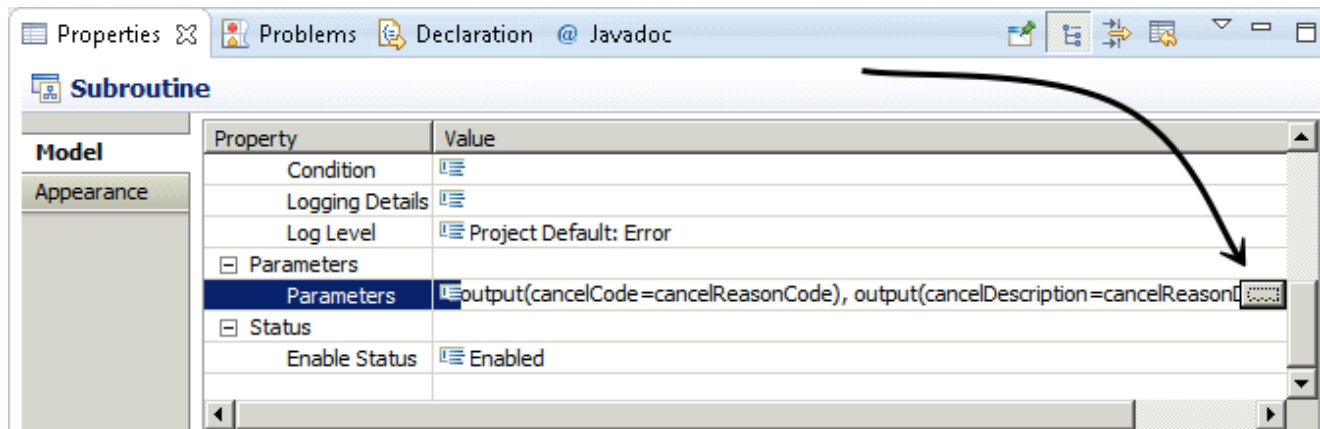 Properties Problems Declaration @ Javadoc
Subroutine
Model
Appearance
Property Value
Condition
Logging Details
Log Level Project Default: Error
Parameters
Parameters output(cancelCode=cancelReasonCode), output(cancelDescription=cancelReason
Status
Enable Status Enabled